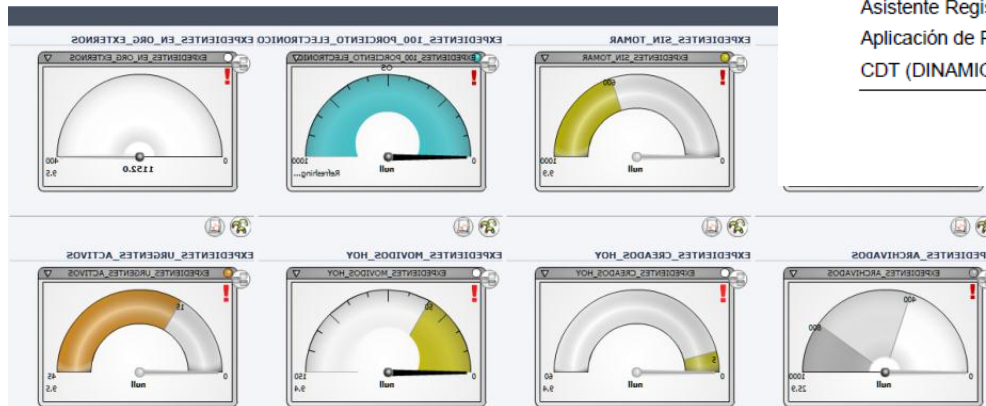 Asistente Regis
Aplicación de P
CDT (DINAMIC
EXPEDIENTES_EN_ORG_EXTERNOS
EXPEDIENTES_EN_ORG_EXTERNOS
!
400
0
1152.0
9.5
EXPEDIENTES_100_PORCIENTO_ELECTRONICO
EXPEDIENTES_100_PORCIENTO_ELECTRONICO
!
50
1000
0
null
Refreshing...
EXPEDIENTES_SIN_TOMAR
EXPEDIENTES_SIN_TOMAR
!
600
1000
0
null
9.9
EXPEDIENTES_URGENTES_ACTIVOS
EXPEDIENTES_URGENTES_ACTIVOS
!
15
45
0
null
9.5
EXPEDIENTES_MOVIDOS_HOY
EXPEDIENTES_MOVIDOS_HOY
!
50
150
0
null
9.4
EXPEDIENTES_CREADOS_HOY
EXPEDIENTES_CREADOS_HOY
!
5
60
0
null
9.4
EXPEDIENTES_ARCHIVADOS
EXPEDIENTES_ARCHIVADOS
!
400
800
1000
0
null
25.9